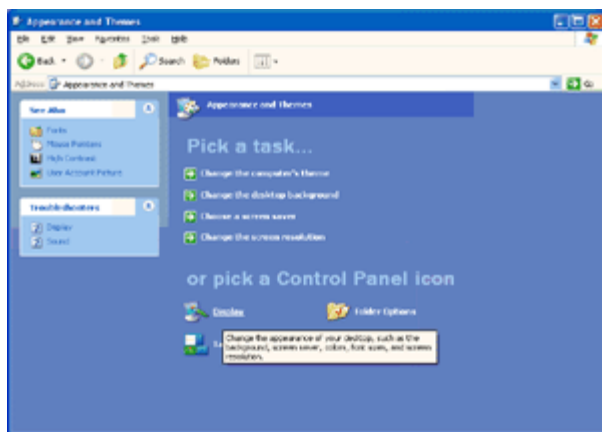 Appearance and Themes
File Edit View Favorites Tools Help
Back Search Folders
Address Appearance and Themes Go
See Also
Fonts
Mouse Pointers
High Contrast
User Account Picture
Troubleshooters
Display
Sound
Appearance and Themes
Pick a task...
Change the computer's theme
Change the desktop background
Choose a screen saver
Change the screen resolution
or pick a Control Panel icon
Display
Folder Options
Change the appearance of your desktop, such as the
background, screen saver, colors, font sizes, and screen
resolution.